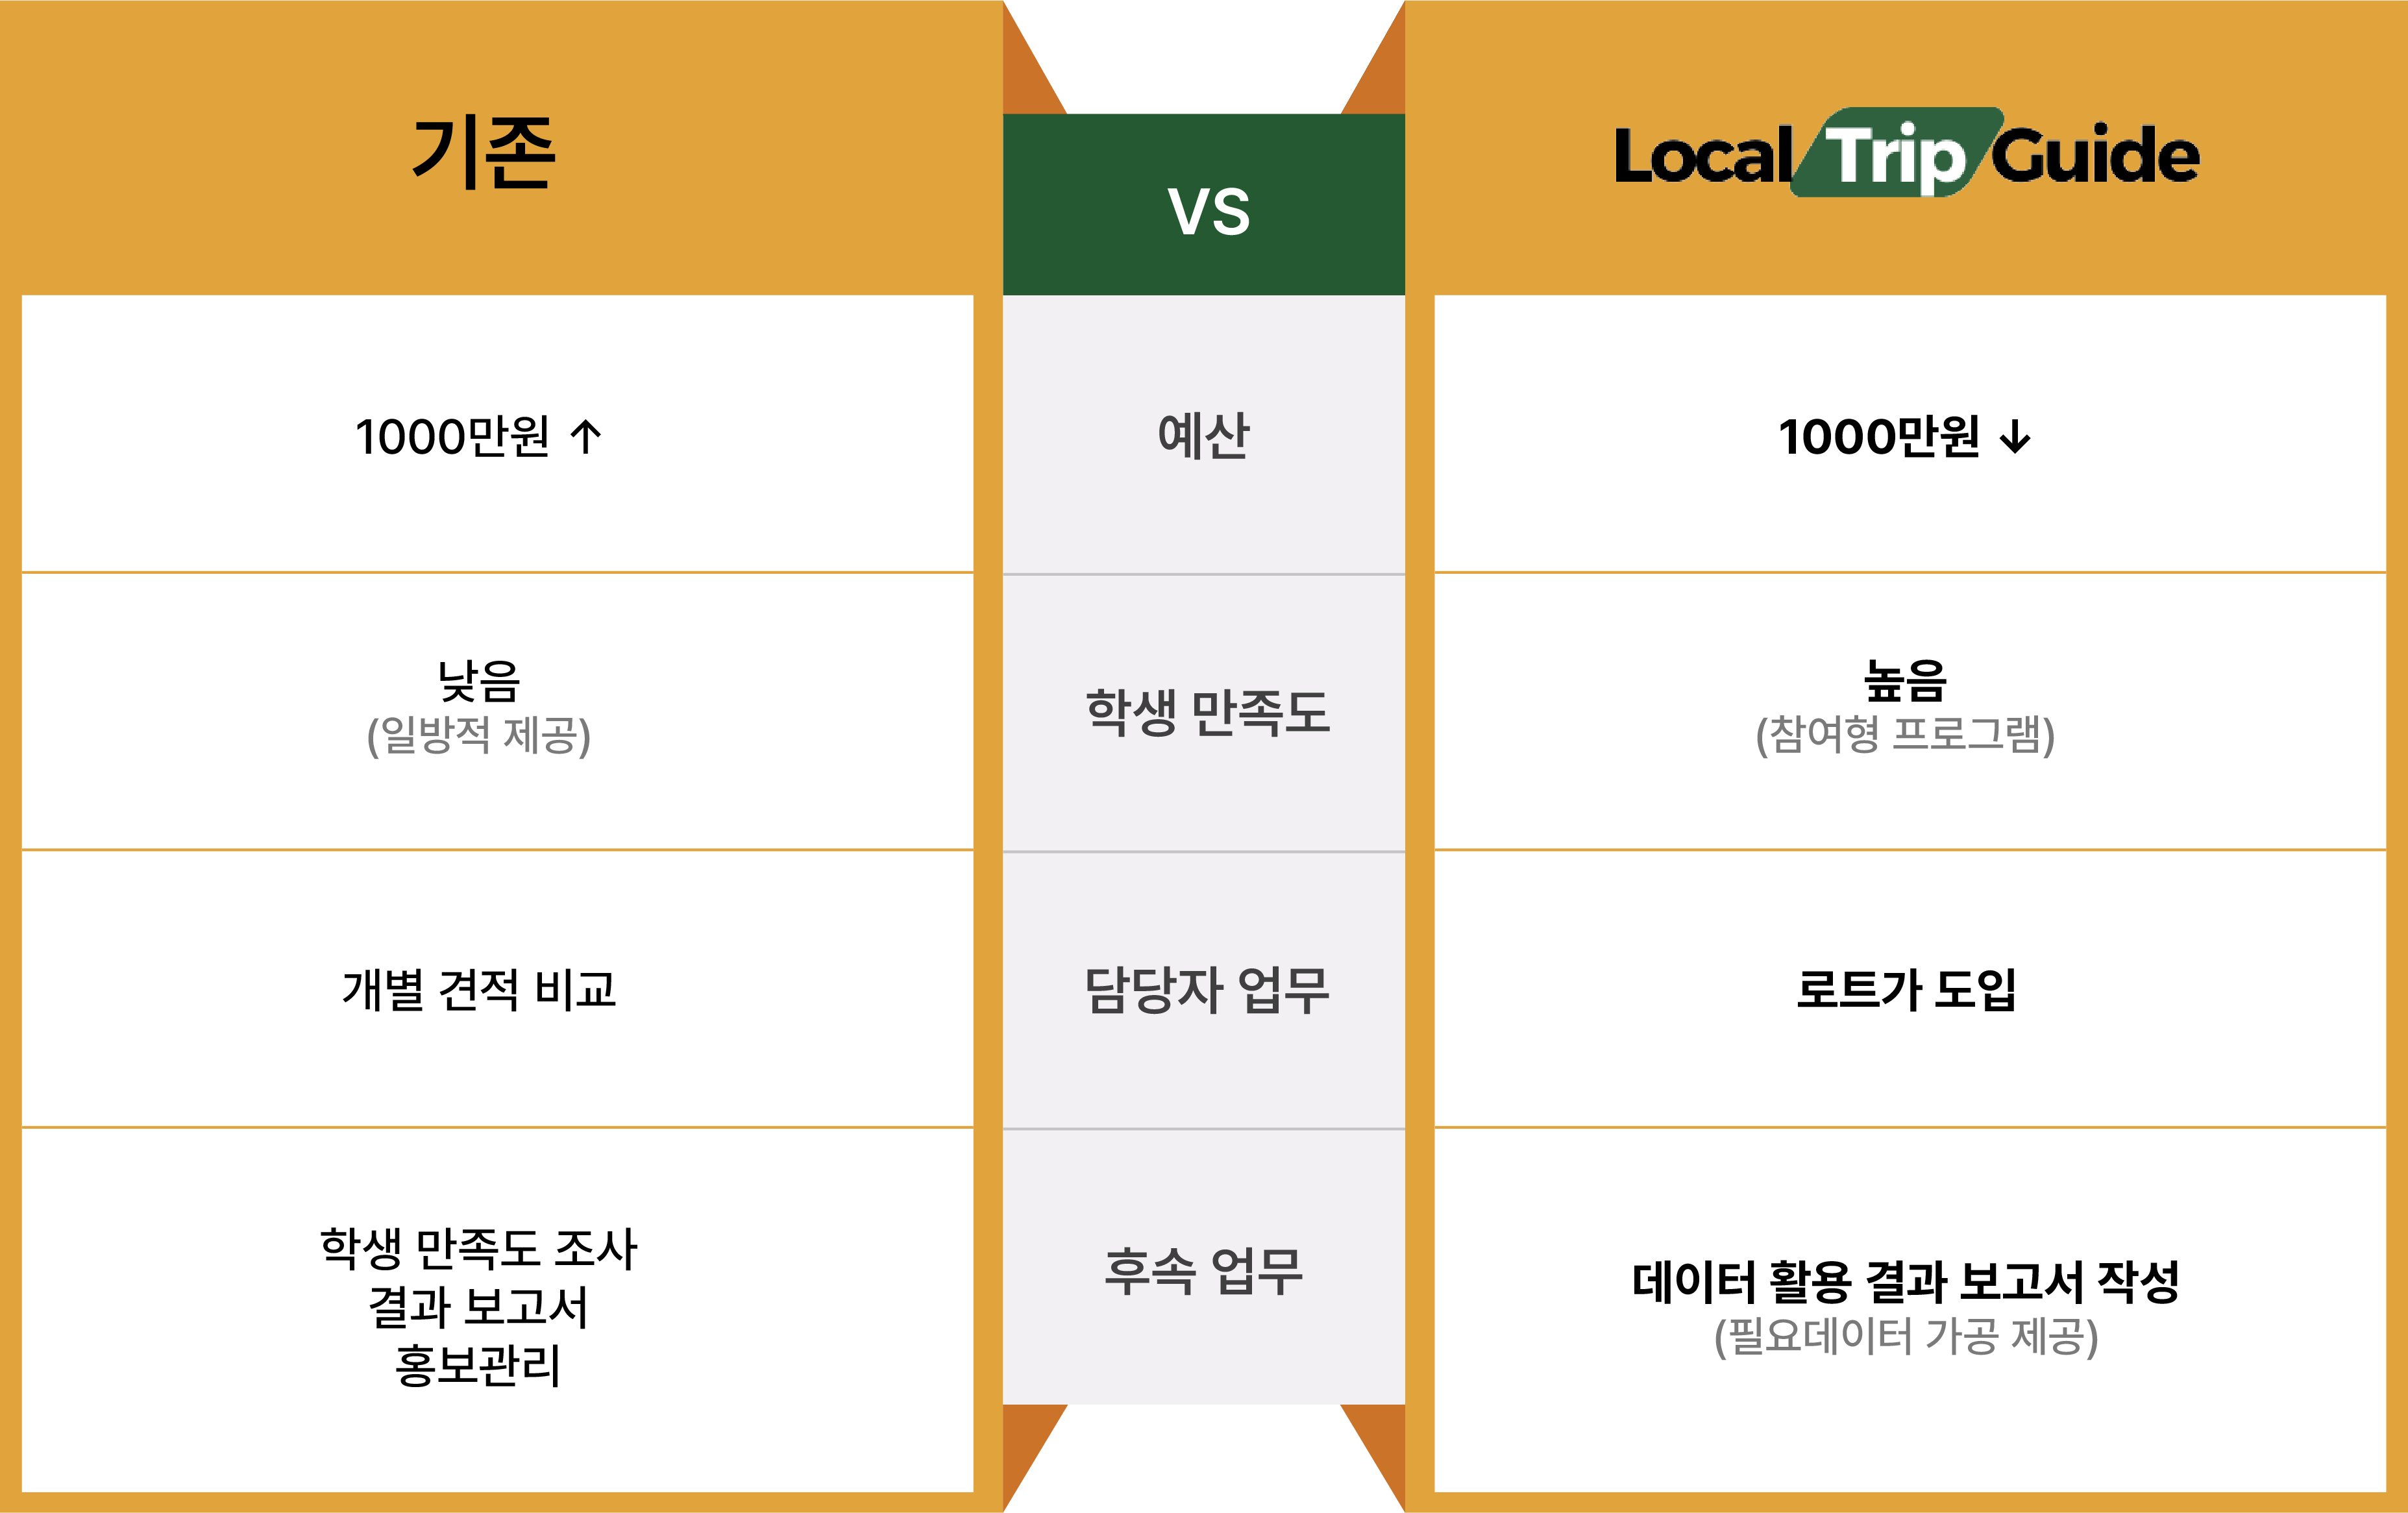 기존
VS
Local Trip Guide
1000만원 ↑
예산
1000만원 ↓
낮음
(일방적 제공)
학생 만족도
높음
(참여형 프로그램)
개별 견적 비교
담당자 업무
로트가 도입
학생 만족도 조사
결과 보고서
홍보관리
후속 업무
데이터 활용 결과 보고서 작성
(필요데이터 가공 제공)